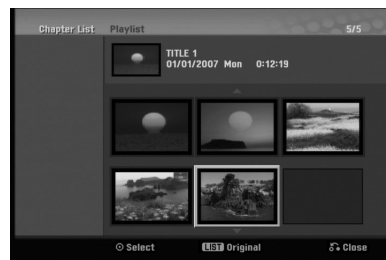 Chapter List
Playlist
5/5
TITLE 1
01/01/2007 Mon 0:12:19
Select
LIST Original
Close